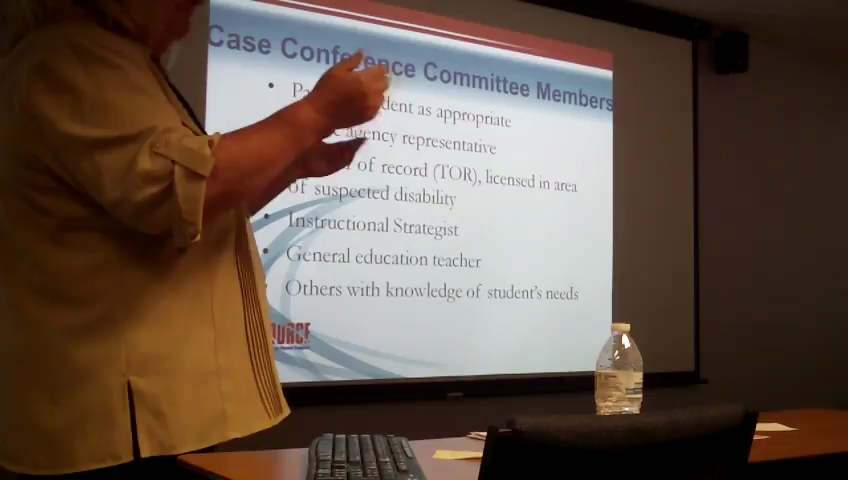 Case Conference Committee Members
dent as appropriate
agency representative
of record (TOR), licensed in area
of suspected disability
Instructional Strategist
General education teacher
Others with knowledge of student's needs